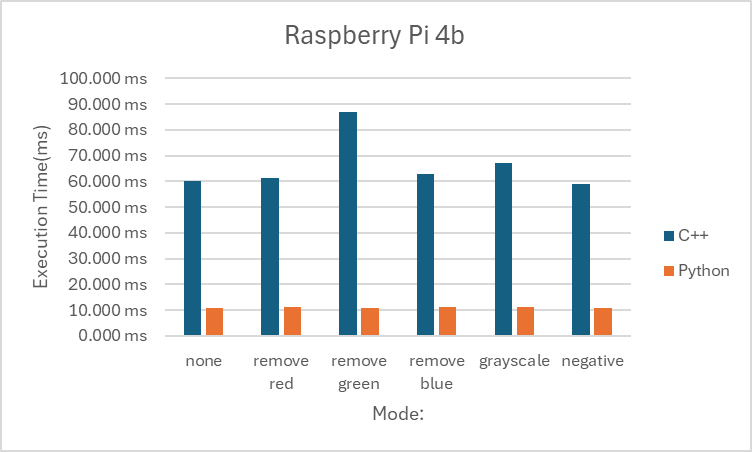 Raspberry Pi 4b
Execution Time(ms)
100.000 ms
90.000 ms
80.000 ms
70.000 ms
60.000 ms
50.000 ms
40.000 ms
30.000 ms
20.000 ms
10.000 ms
0.000 ms
none
remove red
remove green
remove blue
grayscale
negative
Mode:
C++
Python